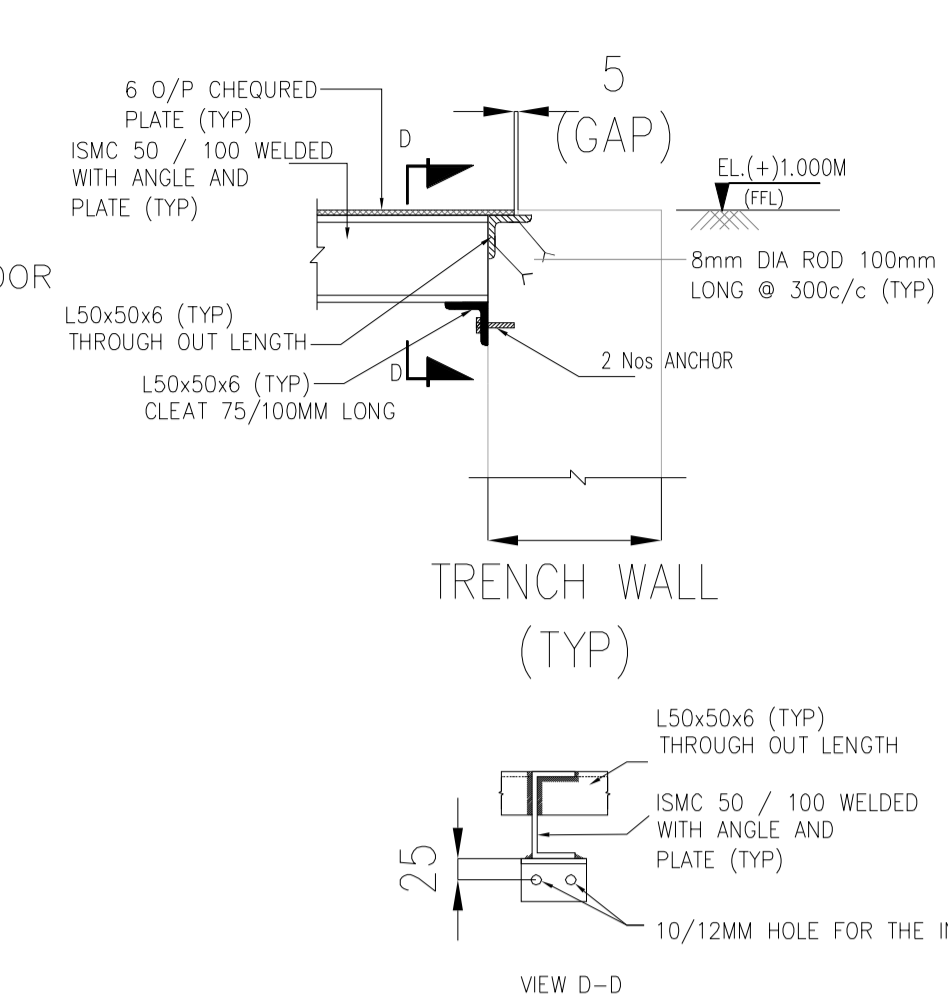 6 O/P CHEQURED
PLATE (TYP)
ISMC 50 / 100 WELDED
WITH ANGLE AND
PLATE (TYP)
D
5
(GAP)
EL.(+)1.000M
(FFL)
8mm DIA ROD 100mm
LONG @ 300c/c (TYP)
L50x50x6 (TYP)
THROUGH OUT LENGTH
L50x50x6 (TYP)
CLEAT 75/100MM LONG
D
2 Nos ANCHOR
TRENCH WALL
(TYP)
L50x50x6 (TYP)
THROUGH OUT LENGTH
ISMC 50 / 100 WELDED
WITH ANGLE AND
PLATE (TYP)
25
10/12MM HOLE FOR THE
VIEW D-D